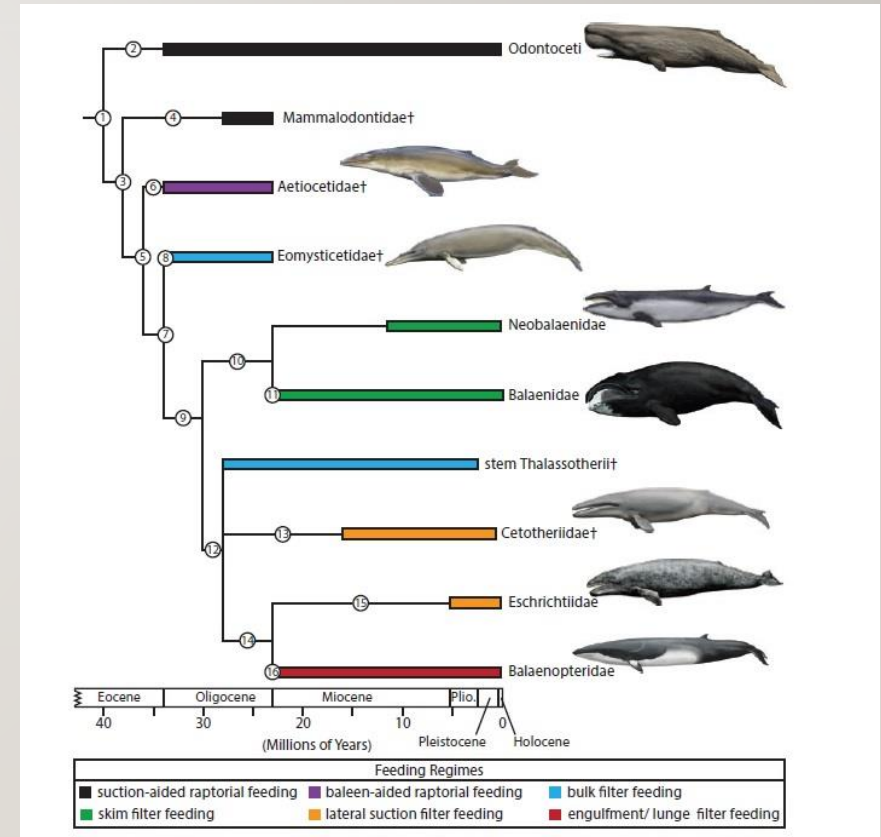 2
Odontoceti
1
4
Mammalodontidae†
3
6
Aetiocetidae†
5
8
Eomysticetidae†
Neobalaenidae
7
10
11
Balaenidae
9
stem Thalassotherii†
13
Cetotheriidae†
12
15
Eschrichtiidae
14
16
Balaenopteridae
Eocene Oligocene Miocene Plio.
40 30 20 10 0
(Millions of Years) Pleistocene Holocene
Feeding Regimes
suction-aided raptorial feeding baleen-aided raptorial feeding bulk filter feeding
skim filter feeding lateral suction filter feeding engulfment/ lunge filter feeding